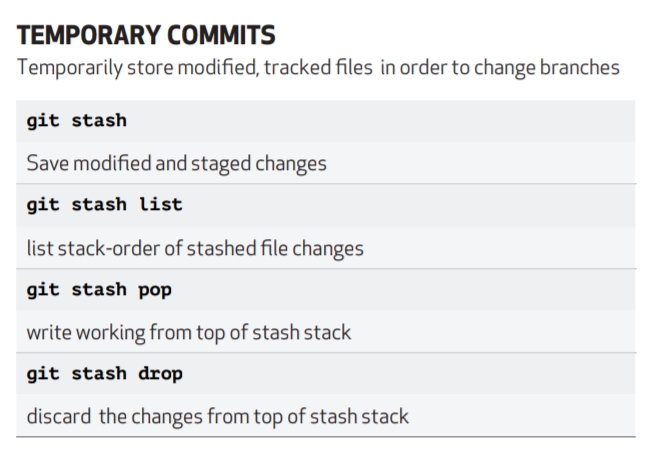 TEMPORARY COMMITS
Temporarily store modified, tracked files in order to change branches
git stash
Save modified and staged changes
git stash list
list stack-order of stashed file changes
git stash pop
write working from top of stash stack
git stash drop
discard the changes from top of stash stack